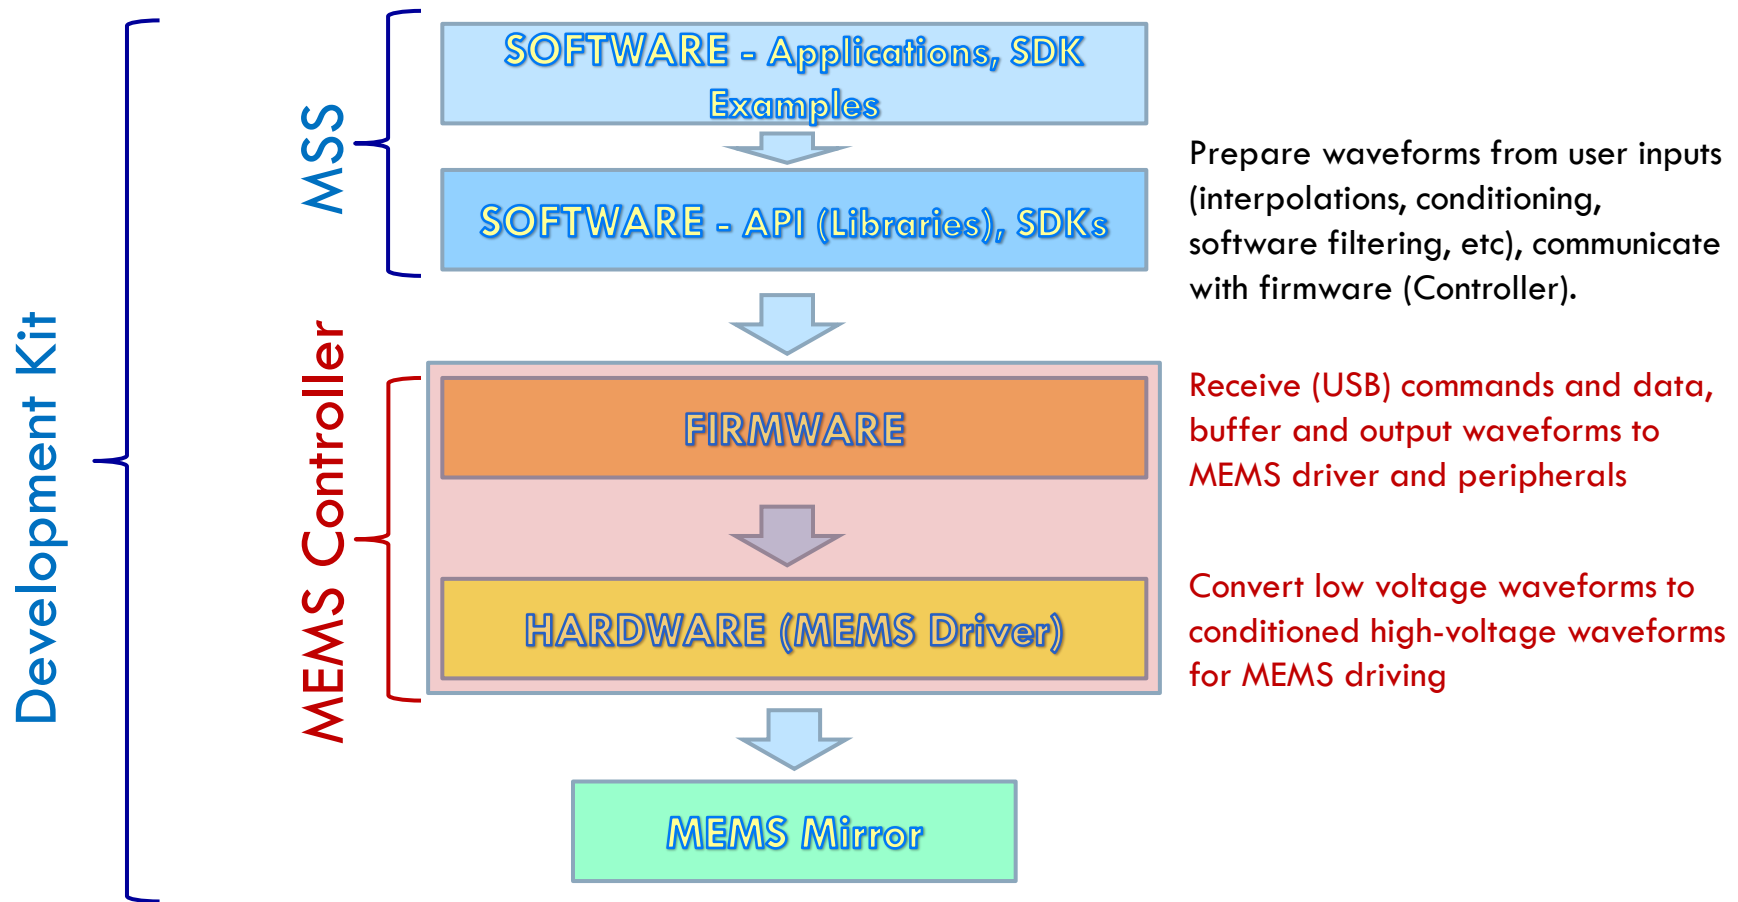 Development Kit
MSS
SOFTWARE - Applications, SDK
Examples
SOFTWARE - API (Libraries), SDKs
Prepare waveforms from user inputs
(interpolations, conditioning,
software filtering, etc), communicate
with firmware (Controller).
MEMS Controller
FIRMWARE
Receive (USB) commands and data,
buffer and output waveforms to
MEMS driver and peripherals
HARDWARE (MEMS Driver)
Convert low voltage waveforms to
conditioned high-voltage waveforms
for MEMS driving
MEMS Mirror